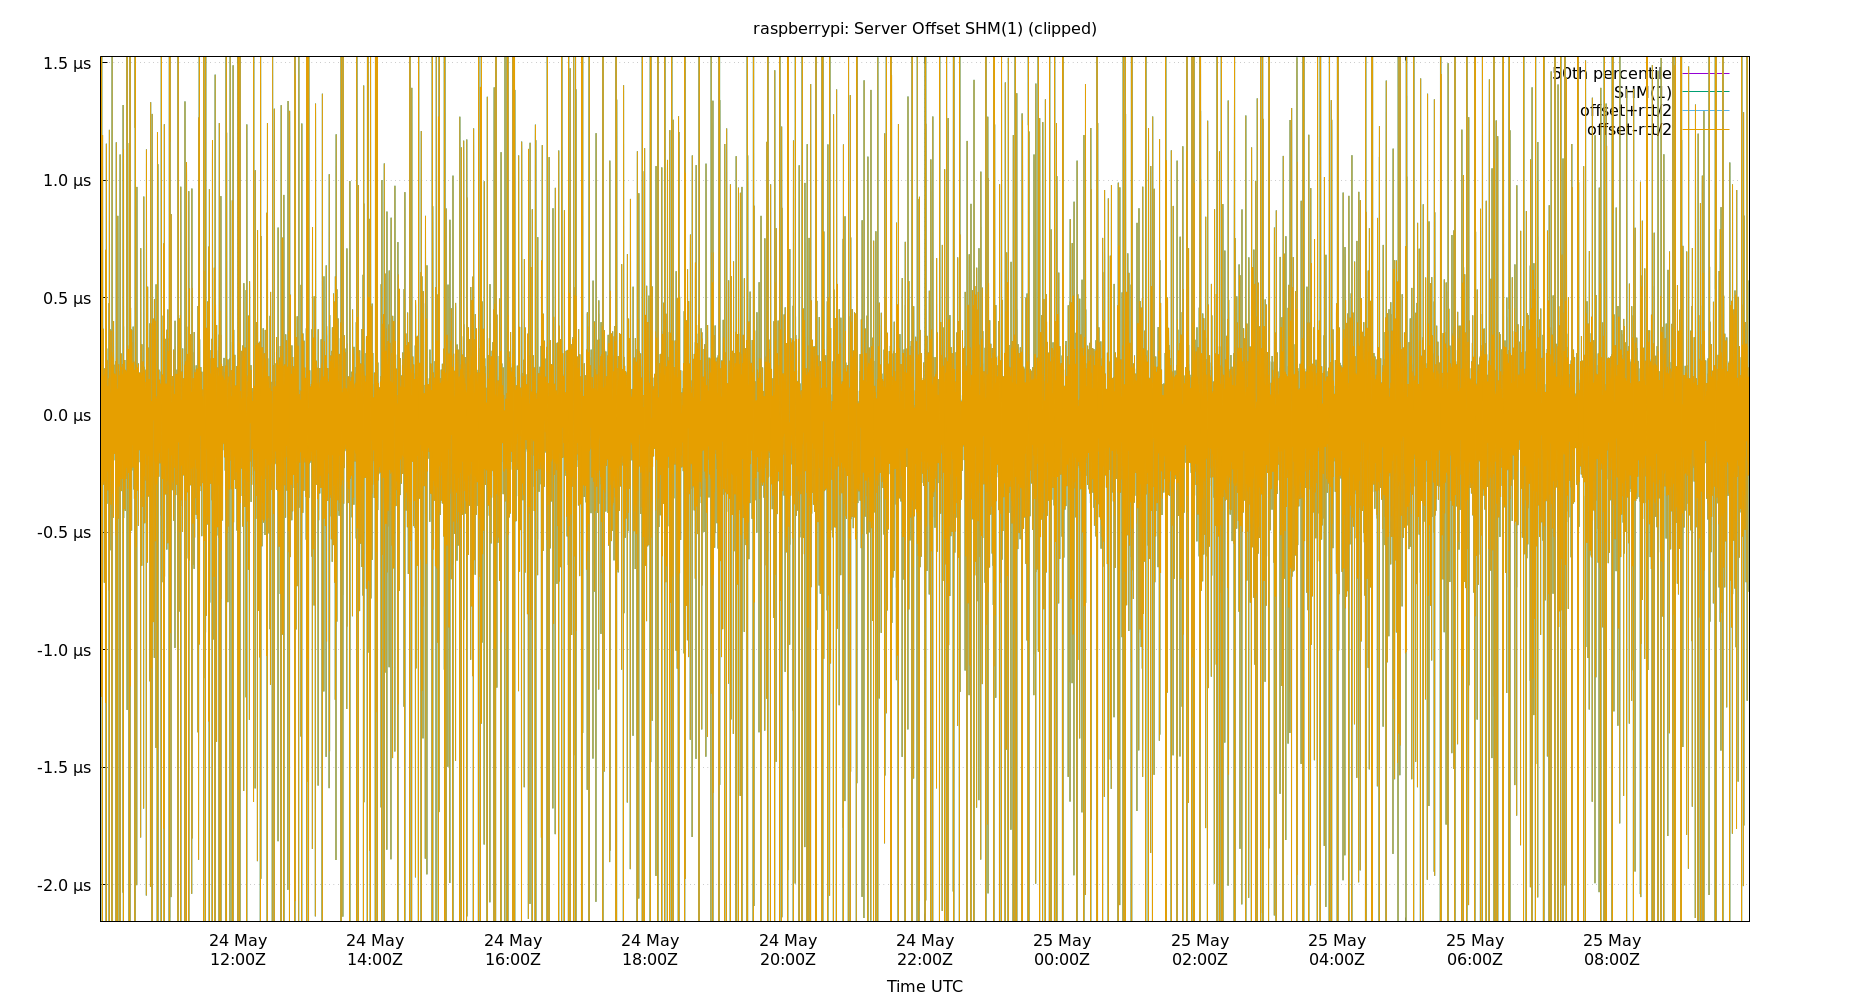 raspberrypi: Server Offset SHM(1) (clipped)
1.5 µs
1.0 µs
0.5 µs
0.0 µs
-0.5 µs
-1.0 µs
-1.5 µs
-2.0 µs
50th percentile
SHM(1)
offset+rtt/2
offset-rtt/2
24 May 24 May 24 May 24 May 24 May 24 May 25 May 25 May 25 May 25 May 25 May
12:00Z 14:00Z 16:00Z 18:00Z 20:00Z 22:00Z 00:00Z 02:00Z 04:00Z 06:00Z 08:00Z
Time UTC